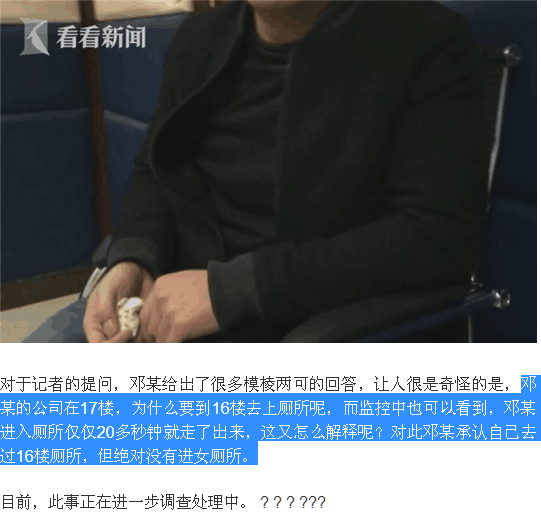 看看新闻
对于记者的提问，邓某给出了很多模棱两可的回答，让人很是奇怪的是，邓
某的公司在17楼，为什么要到16楼去上厕所呢，而监控中也可以看到，邓某
进入厕所仅仅20多秒钟就走了出来，这又怎么解释呢？对此邓某承认自己去
过16楼厕所，但绝对没有进女厕所。
目前，此事正在进一步调查处理中。 ？？？???